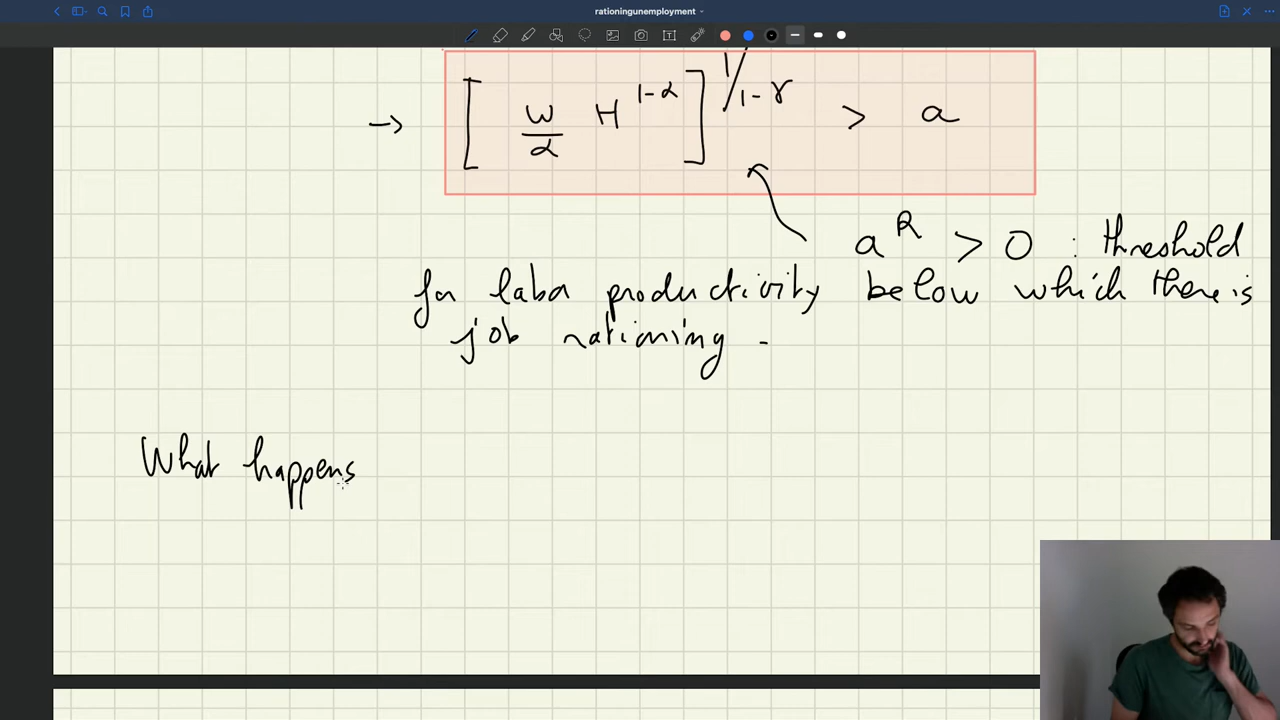 rationingunemployment
→ [ w/α H^{1-α} ]^{1/1-γ} > a
a^R > 0 : threshold
for labor productivity below which there is
job rationing -
What happens